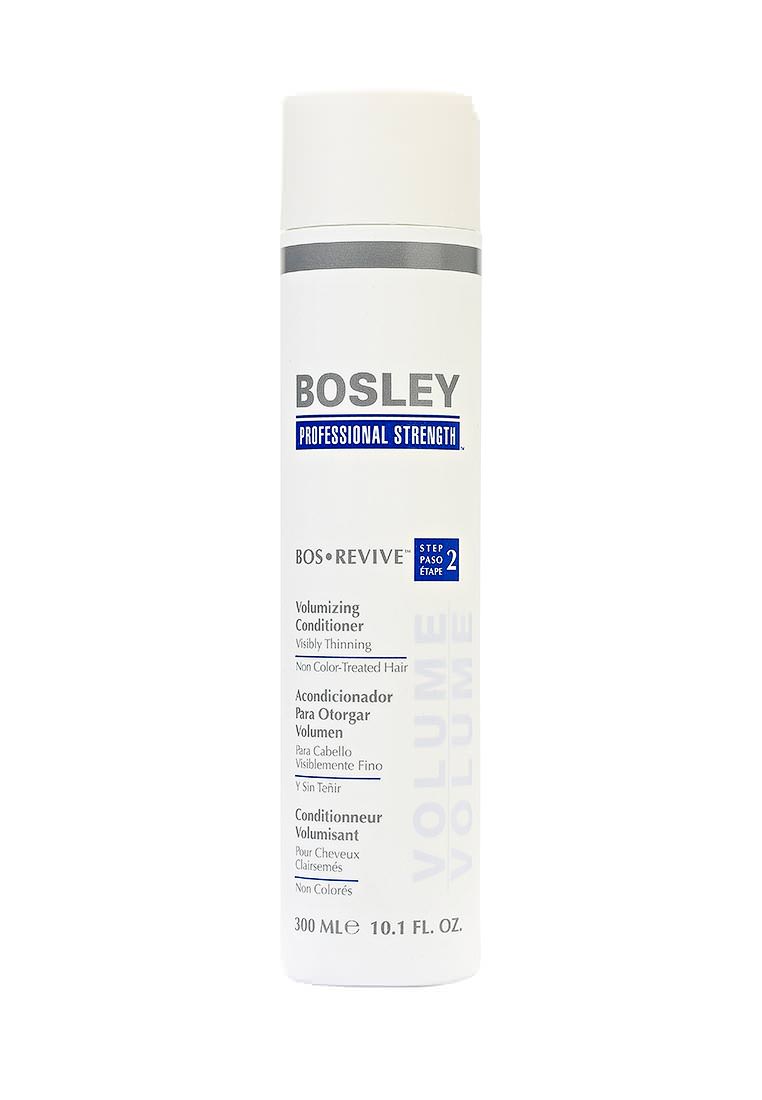 BOSLEY
PROFESSIONAL STRENGTH™
BOS•REVIVE™
STEP
PASO
ÉTAPE
2
Volumizing
Conditioner
Visibly Thinning
Non Color-Treated Hair
Acondicionador
Para Otorgar
Volumen
Para Cabello
Visiblemente Fino
Y Sin Teñir
Conditionneur
Volumisant
Pour Cheveux
Clairsemés
Non Colorés
VOLUME
VOLUME
300 ML℮ 10.1 FL. OZ.